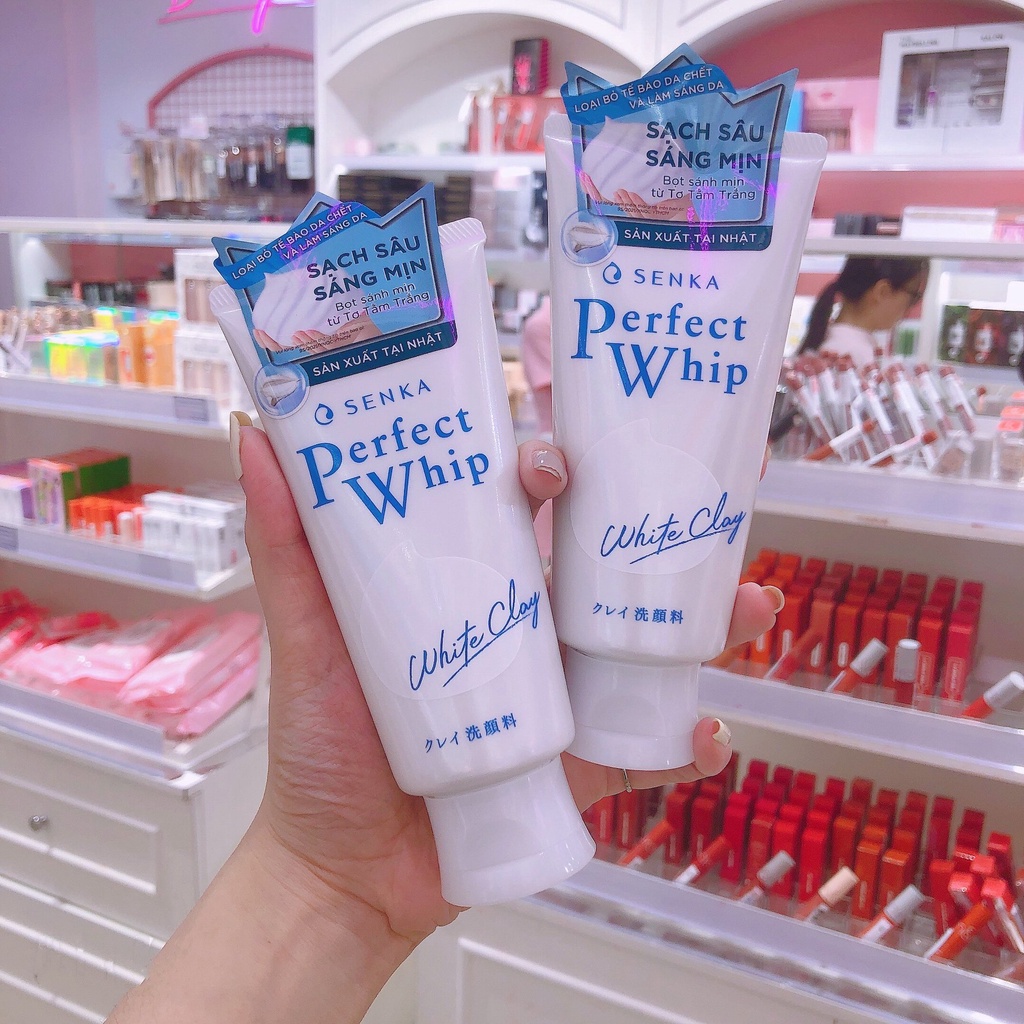 LOẠI BỎ TẾ BÀO DA CHẾT
VÀ LÀM SÁNG DA
SẠCH SÂU
SÁNG MỊN
Bọt sánh mịn
từ Tơ Tằm Trắng
SẢN XUẤT TẠI NHẬT
SENKA
Perfect
Whip
White Clay
クレイ洗顔料
LOẠI BỎ TẾ BÀO DA CHẾT
VÀ LÀM SÁNG DA
SẠCH SÂU
SÁNG MỊN
Bọt sánh mịn
từ Tơ Tằm Trắng
SẢN XUẤT TẠI NHẬT
SENKA
Perfect
Whip
White Clay
クレイ洗顔料